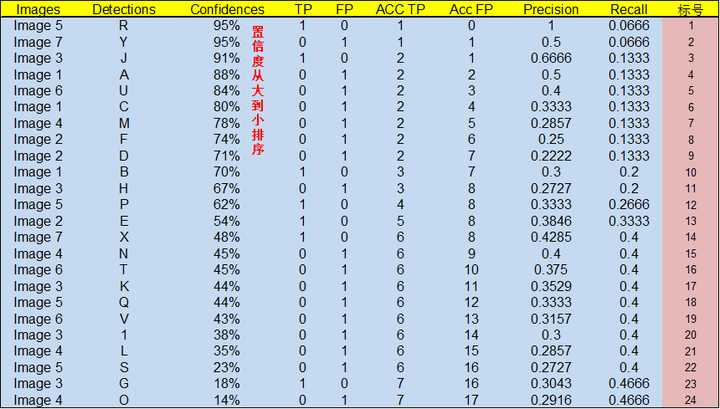 Images Detections Confidences TP FP ACC TP Acc FP Precision Recall 标号
Image 5 R 95% 1 0 1 0 1 0.0666 1
Image 7 Y 95% 0 1 1 1 0.5 0.0666 2
Image 3 J 91% 1 0 2 1 0.6666 0.1333 3
Image 1 A 88% 0 1 2 2 0.5 0.1333 4
Image 6 U 84% 0 1 2 3 0.4 0.1333 5
Image 1 C 80% 0 1 2 4 0.3333 0.1333 6
Image 4 M 78% 0 1 2 5 0.2857 0.1333 7
Image 2 F 74% 0 1 2 6 0.25 0.1333 8
Image 2 D 71% 0 1 2 7 0.2222 0.1333 9
Image 1 B 70% 1 0 3 7 0.3 0.2 10
Image 3 H 67% 0 1 3 8 0.2727 0.2 11
Image 5 P 62% 1 0 4 8 0.3333 0.2666 12
Image 2 E 54% 1 0 5 8 0.3846 0.3333 13
Image 7 X 48% 1 0 6 8 0.4285 0.4 14
Image 4 N 45% 0 1 6 9 0.4 0.4 15
Image 6 T 45% 0 1 6 10 0.375 0.4 16
Image 3 K 44% 0 1 6 11 0.3529 0.4 17
Image 5 Q 44% 0 1 6 12 0.3333 0.4 18
Image 6 V 43% 0 1 6 13 0.3157 0.4 19
Image 3 1 38% 0 1 6 14 0.3 0.4 20
Image 4 L 35% 0 1 6 15 0.2857 0.4 21
Image 5 S 23% 0 1 6 16 0.2727 0.4 22
Image 3 G 18% 1 0 7 16 0.3043 0.4666 23
Image 4 O 14% 0 1 7 17 0.2916 0.4666 24
置信度从大到小排序